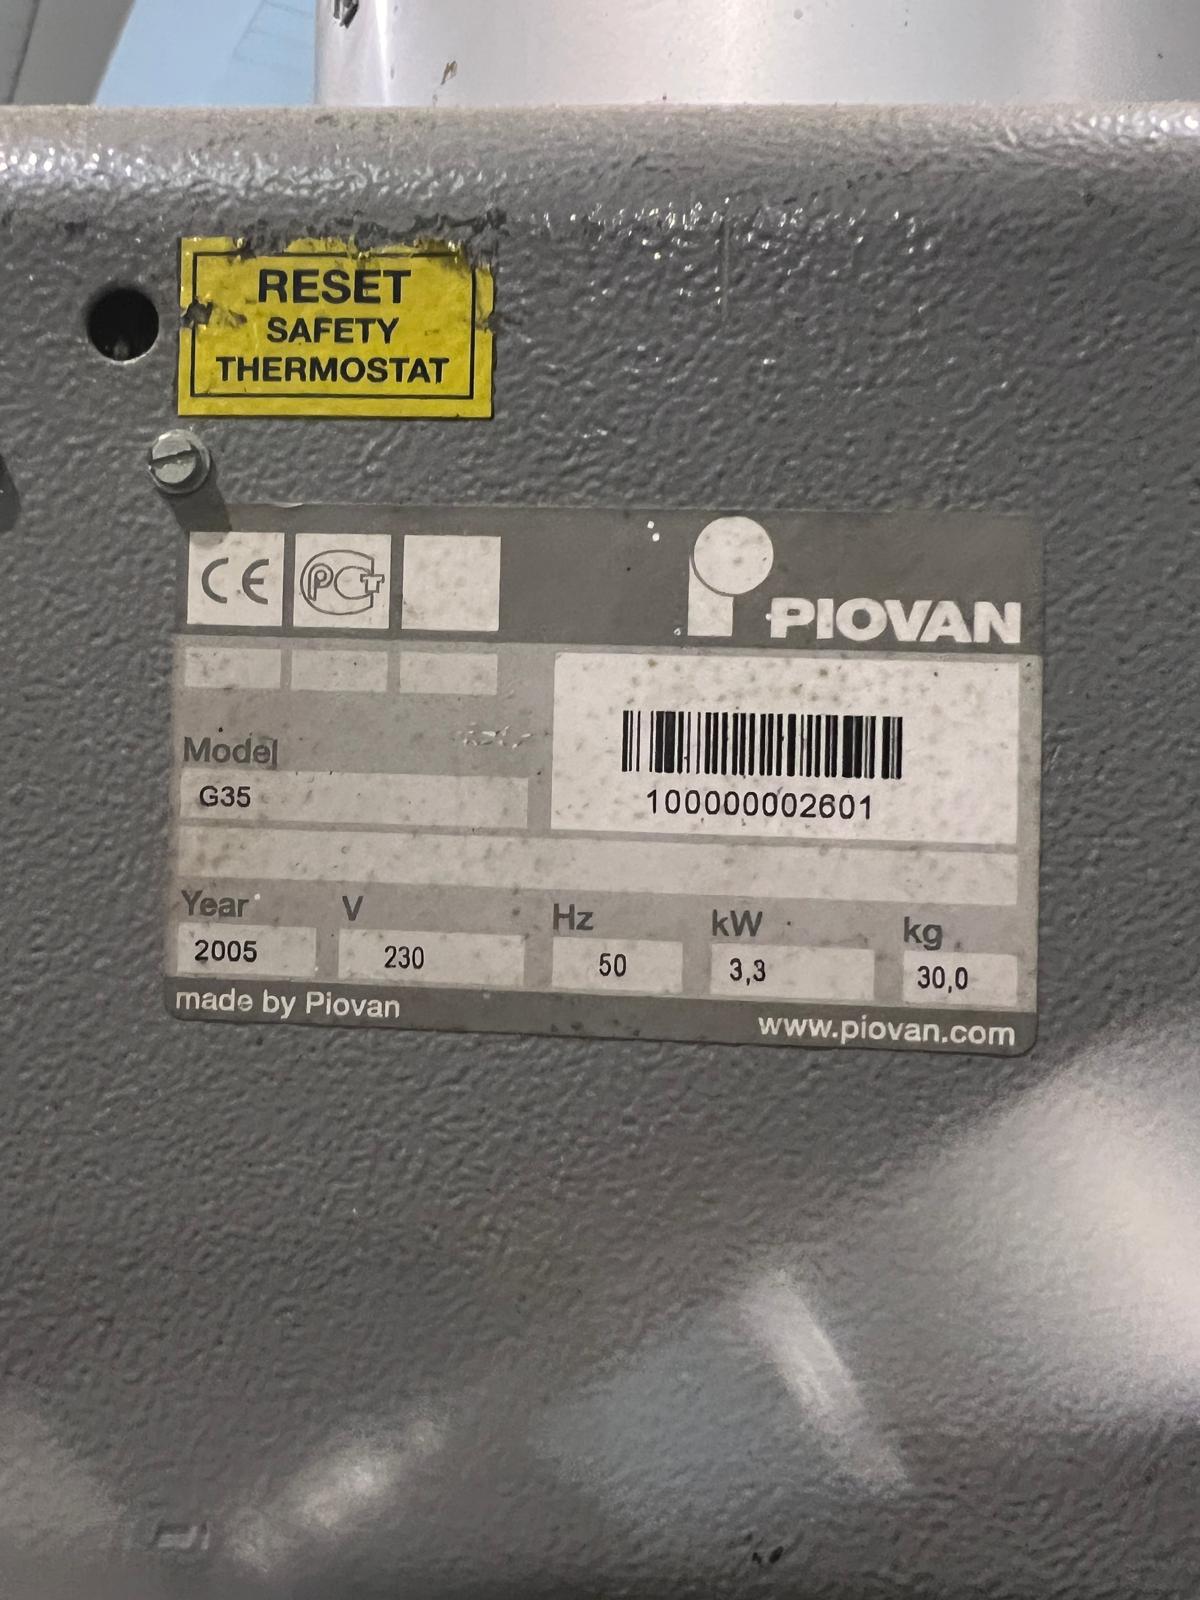 RESET
SAFETY
THERMOSTAT
CE PCT
PIOVAN
Model
G35
100000002601
Year V Hz kW kg
2005 230 50 3,3 30,0
made by Piovan
www.piovan.com